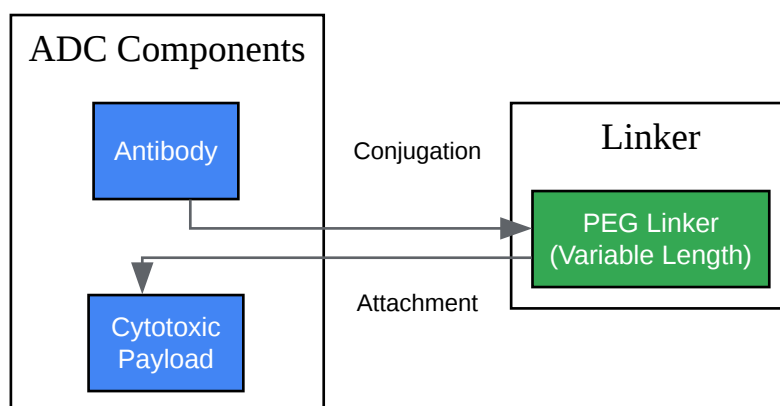 ADC Components
Antibody
Cytotoxic
Payload
Conjugation
Attachment
Linker
PEG Linker
(Variable Length)